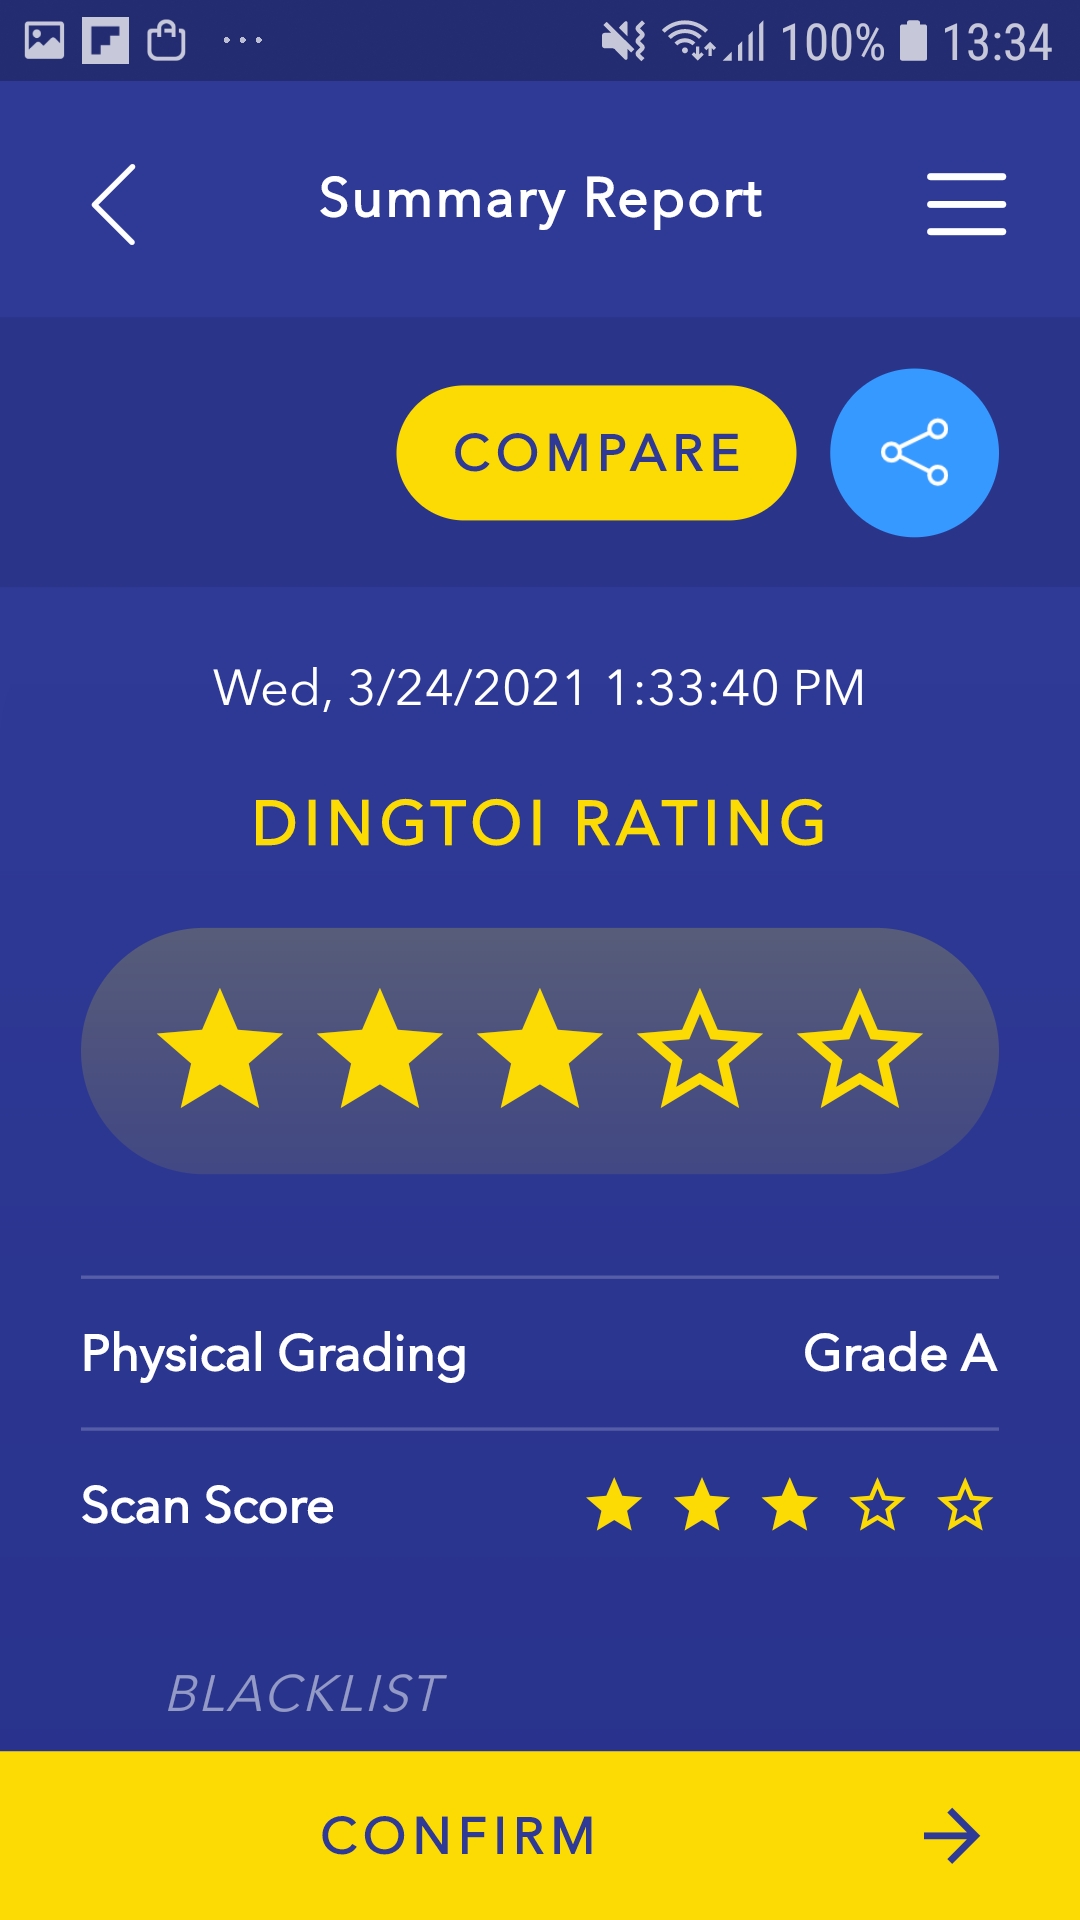 100% 13:34
Summary Report
COMPARE
Wed, 3/24/2021 1:33:40 PM
DINGTOI RATING
Physical Grading Grade A
Scan Score
BLACKLIST
CONFIRM